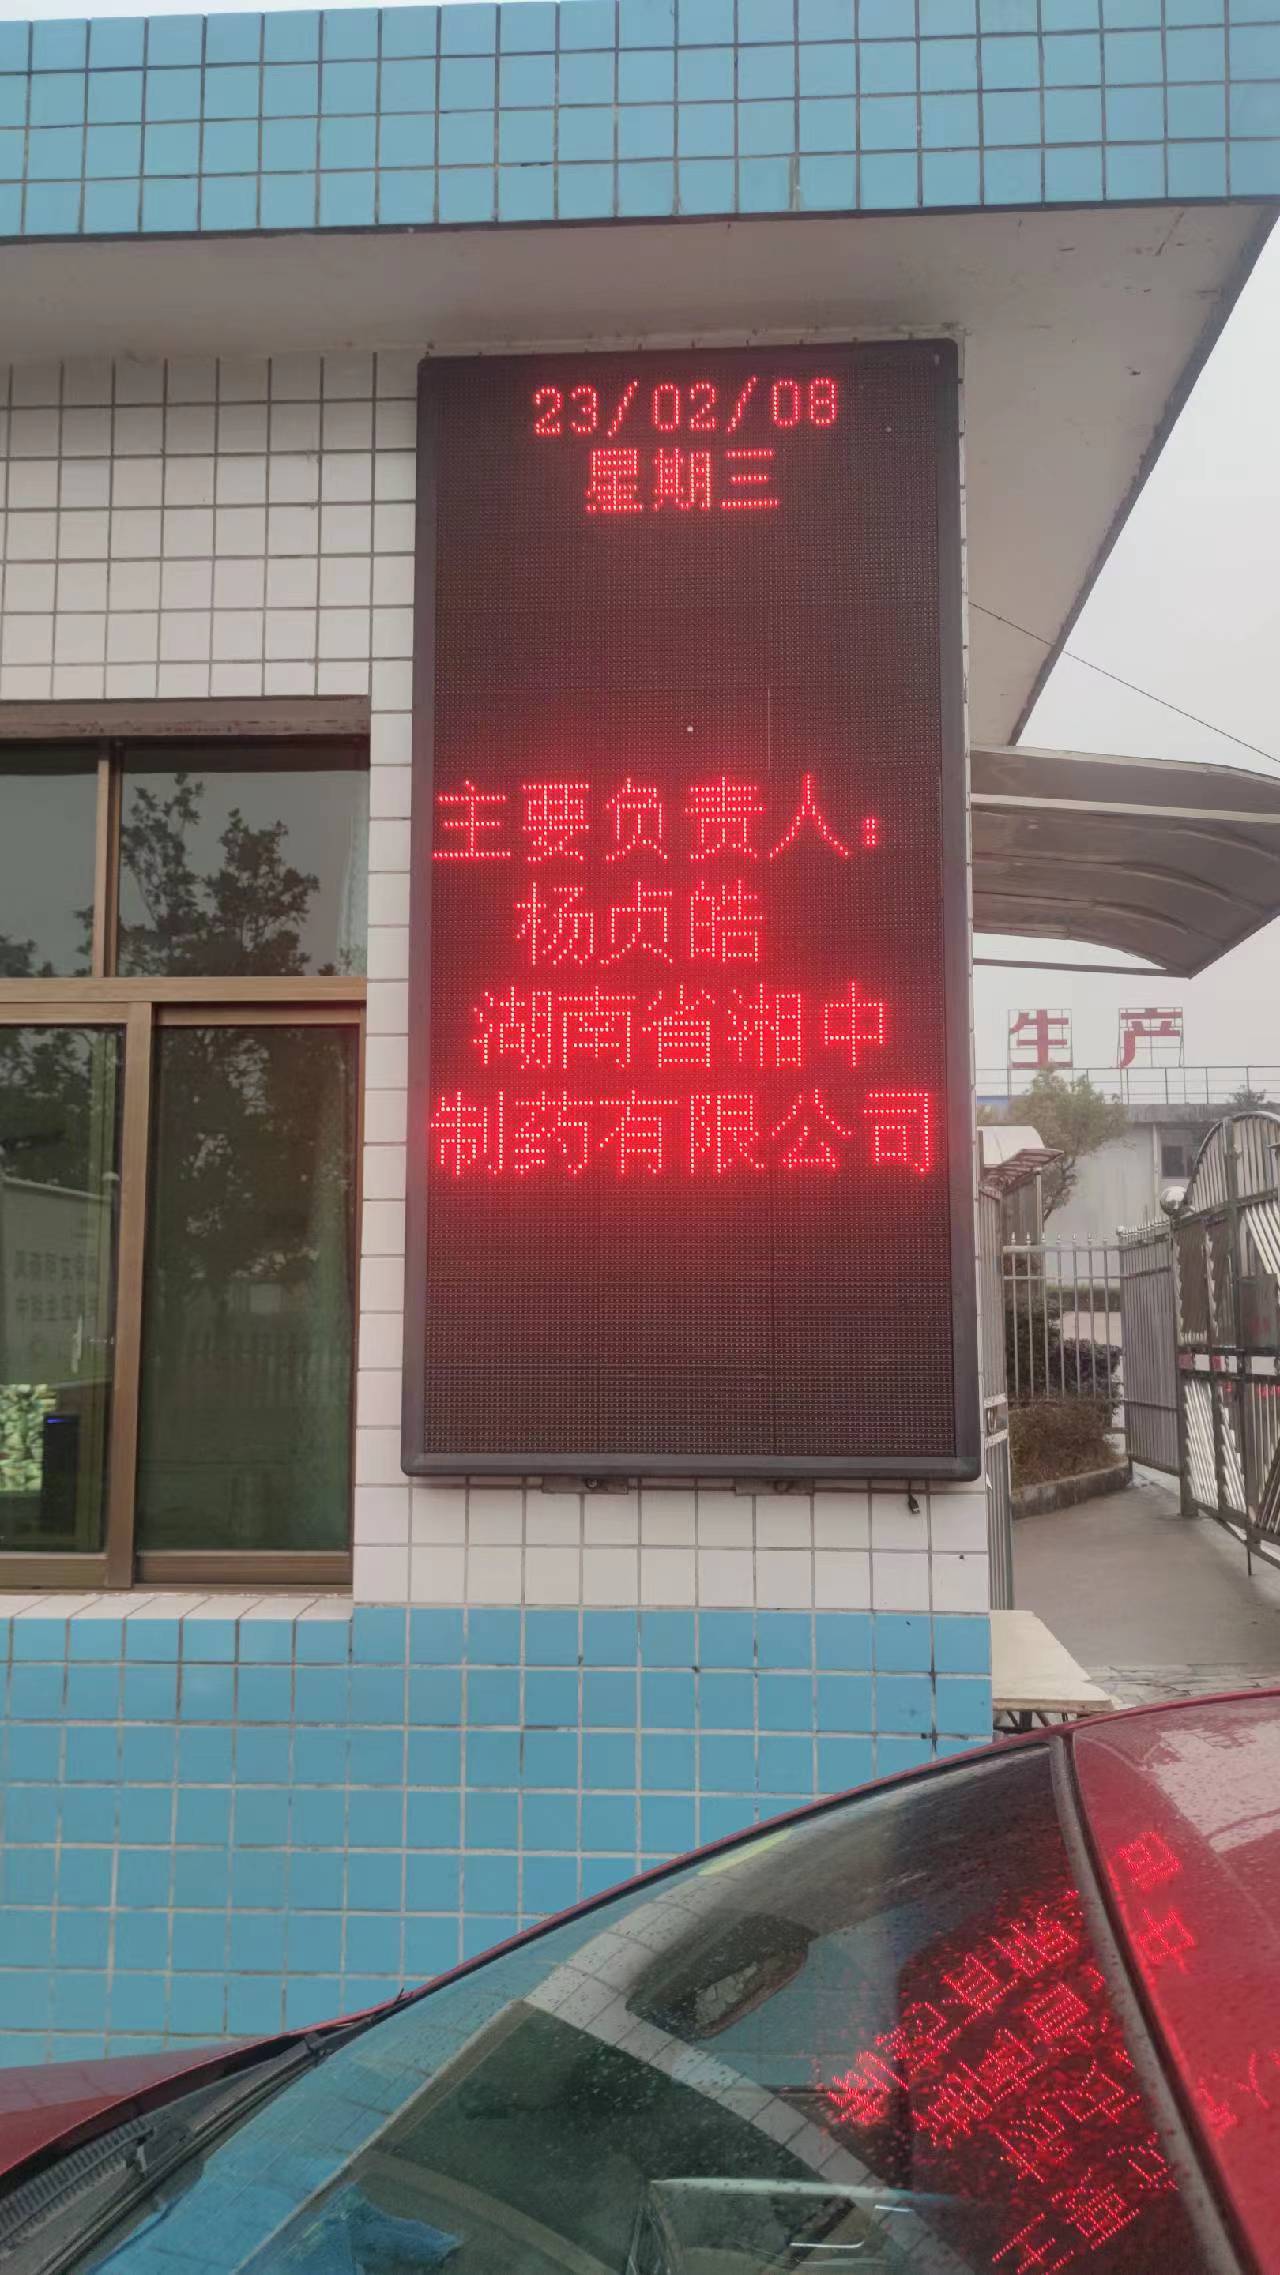 23/02/08
星期三
主要负责人：
杨贞皓
湖南省湘中
制药有限公司
生产